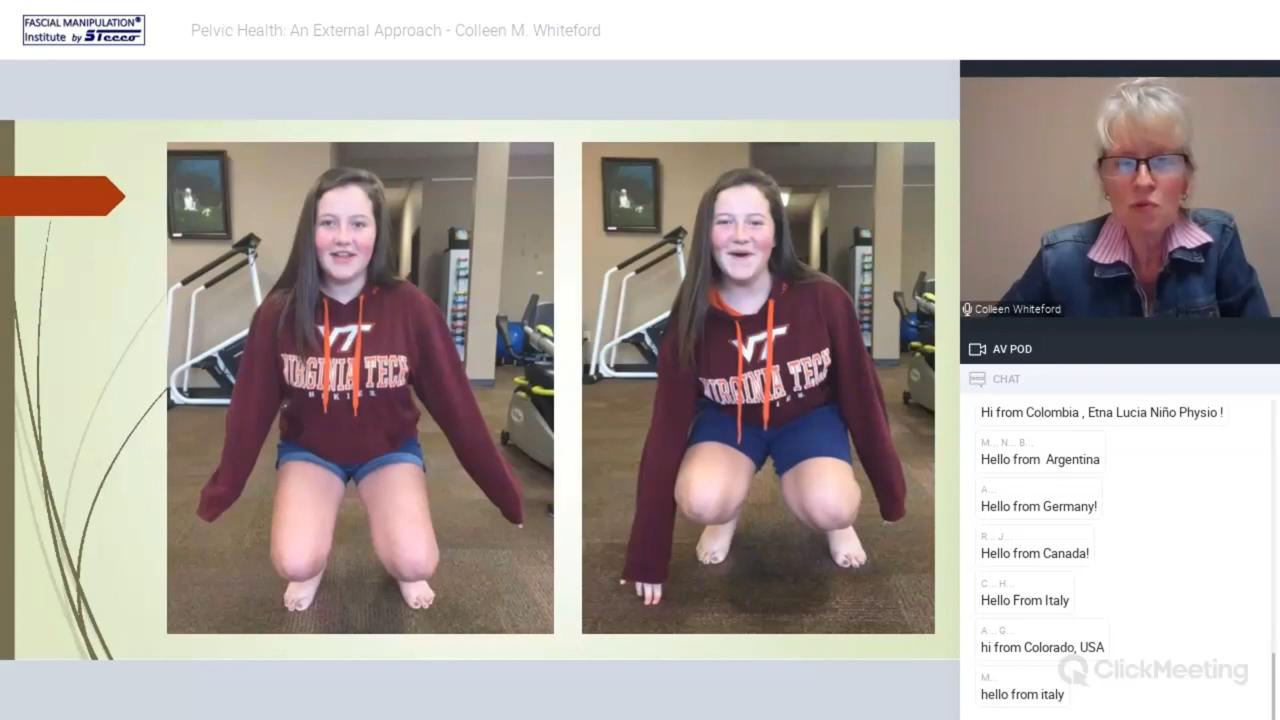 FASCIAL MANIPULATION®
Institute by STECCO
Pelvic Health: An External Approach - Colleen M. Whiteford
VT
VIRGINIA TECH
HOKIES
VT
VIRGINIA TECH
Colleen Whiteford
AV POD
CHAT
Hi from Colombia , Etna Lucia Niño Physio !
M... N... B...
Hello from Argentina
A...
Hello from Germany!
R... J...
Hello from Canada!
C... H...
Hello From Italy
A... G...
hi from Colorado, USA
M...
hello from italy
ClickMeeting